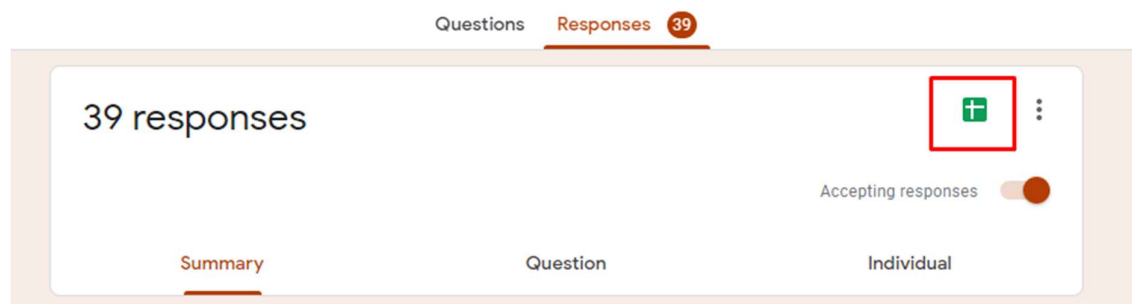 Questions Responses 39
39 responses
Accepting responses
Summary Question Individual